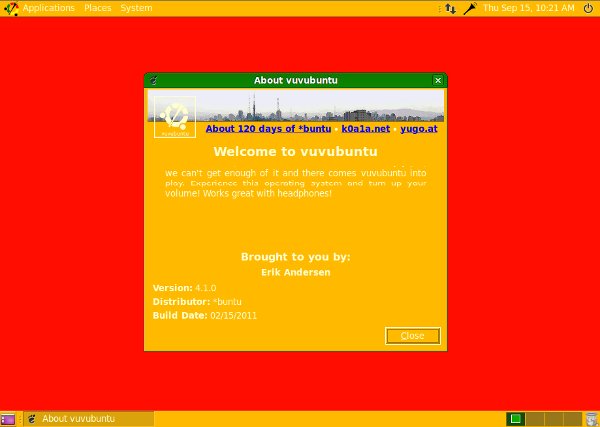 Applications Places System Thu Sep 15, 10:21 AM
About vuvubuntu
vuvubuntu
About 120 days of *buntu • k0a1a.net • yugo.at
Welcome to vuvubuntu
we can't get enough of it and there comes vuvubuntu into
play. Experience this operating system and turn up your
volume! Works great with headphones!
Brought to you by:
Erik Andersen
Version: 4.1.0
Distributor: *buntu
Build Date: 02/15/2011
Close
About vuvubuntu